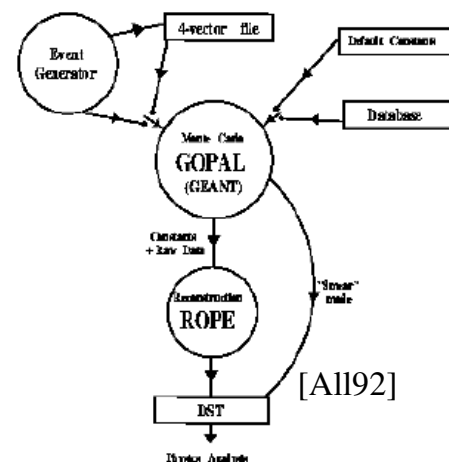 Event
Generator
4-vector file
Default Constants
Database
Monte Carlo
GOPAL
(GEANT)
Constants
+ Raw Data
"Smear"
mode
Reconstruction
ROPE
[All92]
DST
Physics Analysis